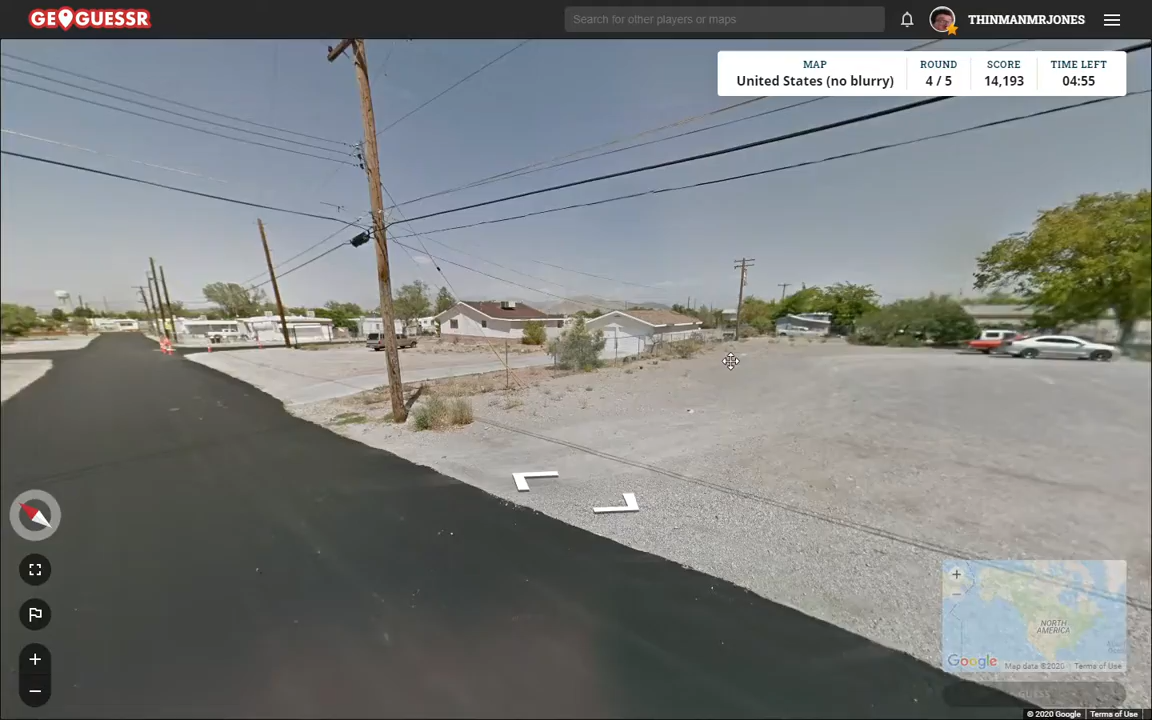 GEOGUESSR
Search for other players or maps
THINMANMRJONES
MAP
United States (no blurry)
ROUND
4 / 5
SCORE
14,193
TIME LEFT
04:55
+
−
NORTH
AMERICA
Google
Map data ©2020
Terms of Use
GUESS
+
−
© 2020 Google
Terms of Use